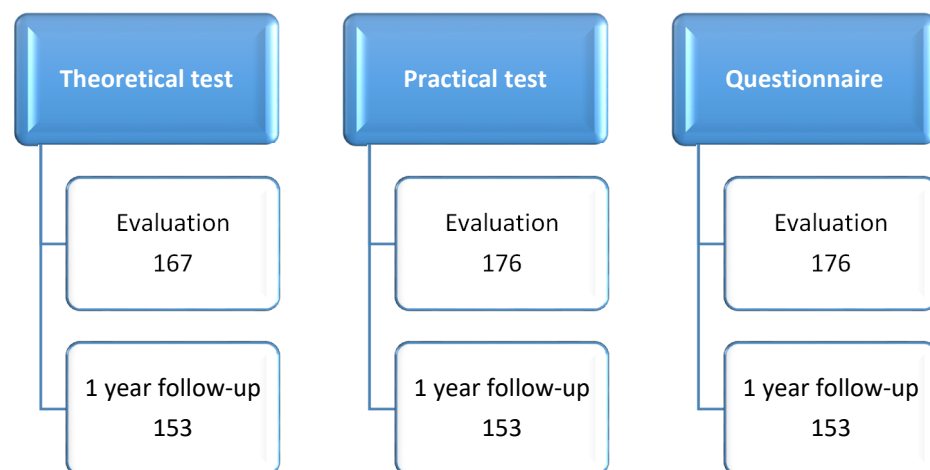 Theoretical test
Evaluation
167
1 year follow-up
153
Practical test
Evaluation
176
1 year follow-up
153
Questionnaire
Evaluation
176
1 year follow-up
153